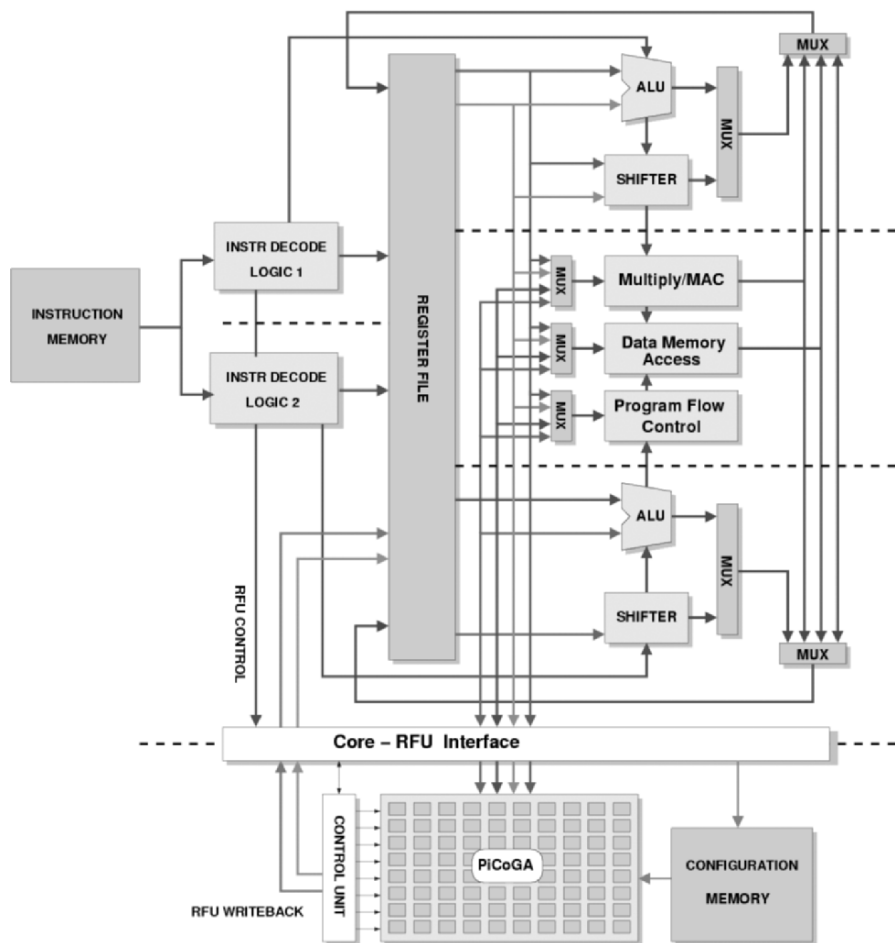 MUX
ALU
MUX
SHIFTER
INSTR DECODE
LOGIC 1
INSTRUCTION
MEMORY
REGISTER FILE
MUX
Multiply/MAC
MUX
Data Memory
Access
INSTR DECODE
LOGIC 2
MUX
Program Flow
Control
ALU
MUX
RFU CONTROL
SHIFTER
MUX
Core – RFU Interface
CONTROL UNIT
PiCoGA
CONFIGURATION
MEMORY
RFU WRITEBACK